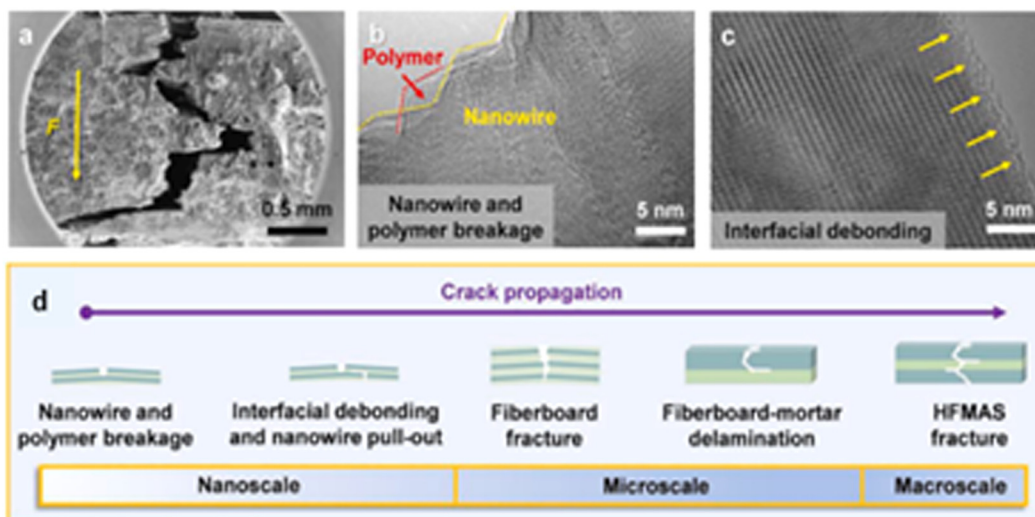 a
F
0.5 mm
b
Polymer
Nanowire
Nanowire and
polymer breakage
5 nm
c
Interfacial debonding
5 nm
d
Crack propagation
Nanowire and
polymer breakage
Interfacial debonding
and nanowire pull-out
Fiberboard
fracture
Fiberboard-mortar
delamination
HFMAS
fracture
Nanoscale
Microscale
Macroscale